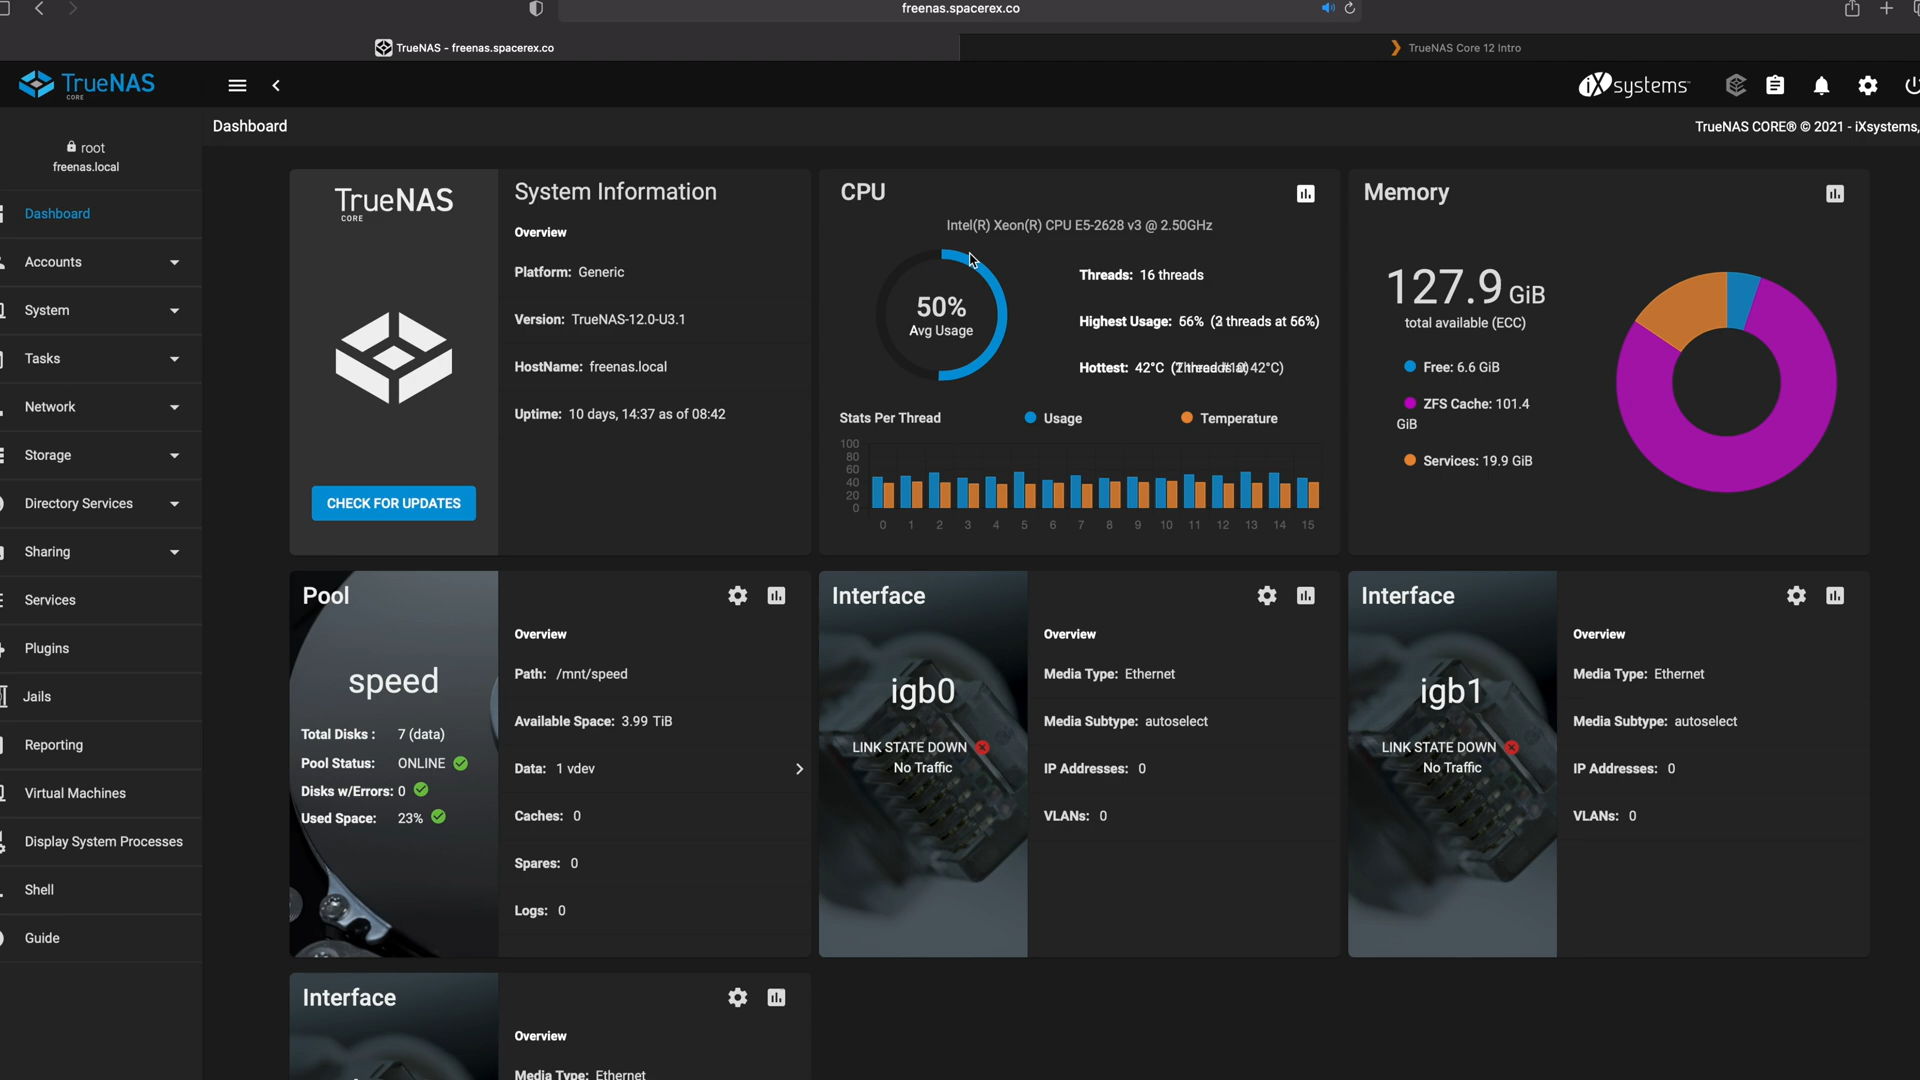 freenas.spacerex.co
TrueNAS - freenas.spacerex.co
TrueNAS Core 12 Intro
TrueNAS
CORE
iXsystems
root
freenas.local
Dashboard
TrueNAS CORE® © 2021 - iXsystems,
Dashboard
Accounts
System
Tasks
Network
Storage
Directory Services
Sharing
Services
Plugins
Jails
Reporting
Virtual Machines
Display System Processes
Shell
Guide
TrueNAS
CORE
CHECK FOR UPDATES
System Information
Overview
Platform: Generic
Version: TrueNAS-12.0-U3.1
HostName: freenas.local
Uptime: 10 days, 14:37 as of 08:42
CPU
Intel(R) Xeon(R) CPU E5-2628 v3 @ 2.50GHz
50%
Avg Usage
Threads: 16 threads
Highest Usage: 56% (2 threads at 56%)
Hottest: 42°C
Stats Per Thread
Usage
Temperature
100
80
60
40
20
0
0 1 2 3 4 5 6 7 8 9 10 11 12 13 14 15
Memory
127.9 GiB
total available (ECC)
Free: 6.6 GiB
ZFS Cache: 101.4
GiB
Services: 19.9 GiB
Pool
speed
Total Disks : 7 (data)
Pool Status: ONLINE
Disks w/Errors: 0
Used Space: 23%
Overview
Path: /mnt/speed
Available Space: 3.99 TiB
Data: 1 vdev
Caches: 0
Spares: 0
Logs: 0
Interface
igb0
LINK STATE DOWN
No Traffic
Overview
Media Type: Ethernet
Media Subtype: autoselect
IP Addresses: 0
VLANs: 0
Interface
igb1
LINK STATE DOWN
No Traffic
Overview
Media Type: Ethernet
Media Subtype: autoselect
IP Addresses: 0
VLANs: 0
Interface
Overview
Media Type: Ethernet